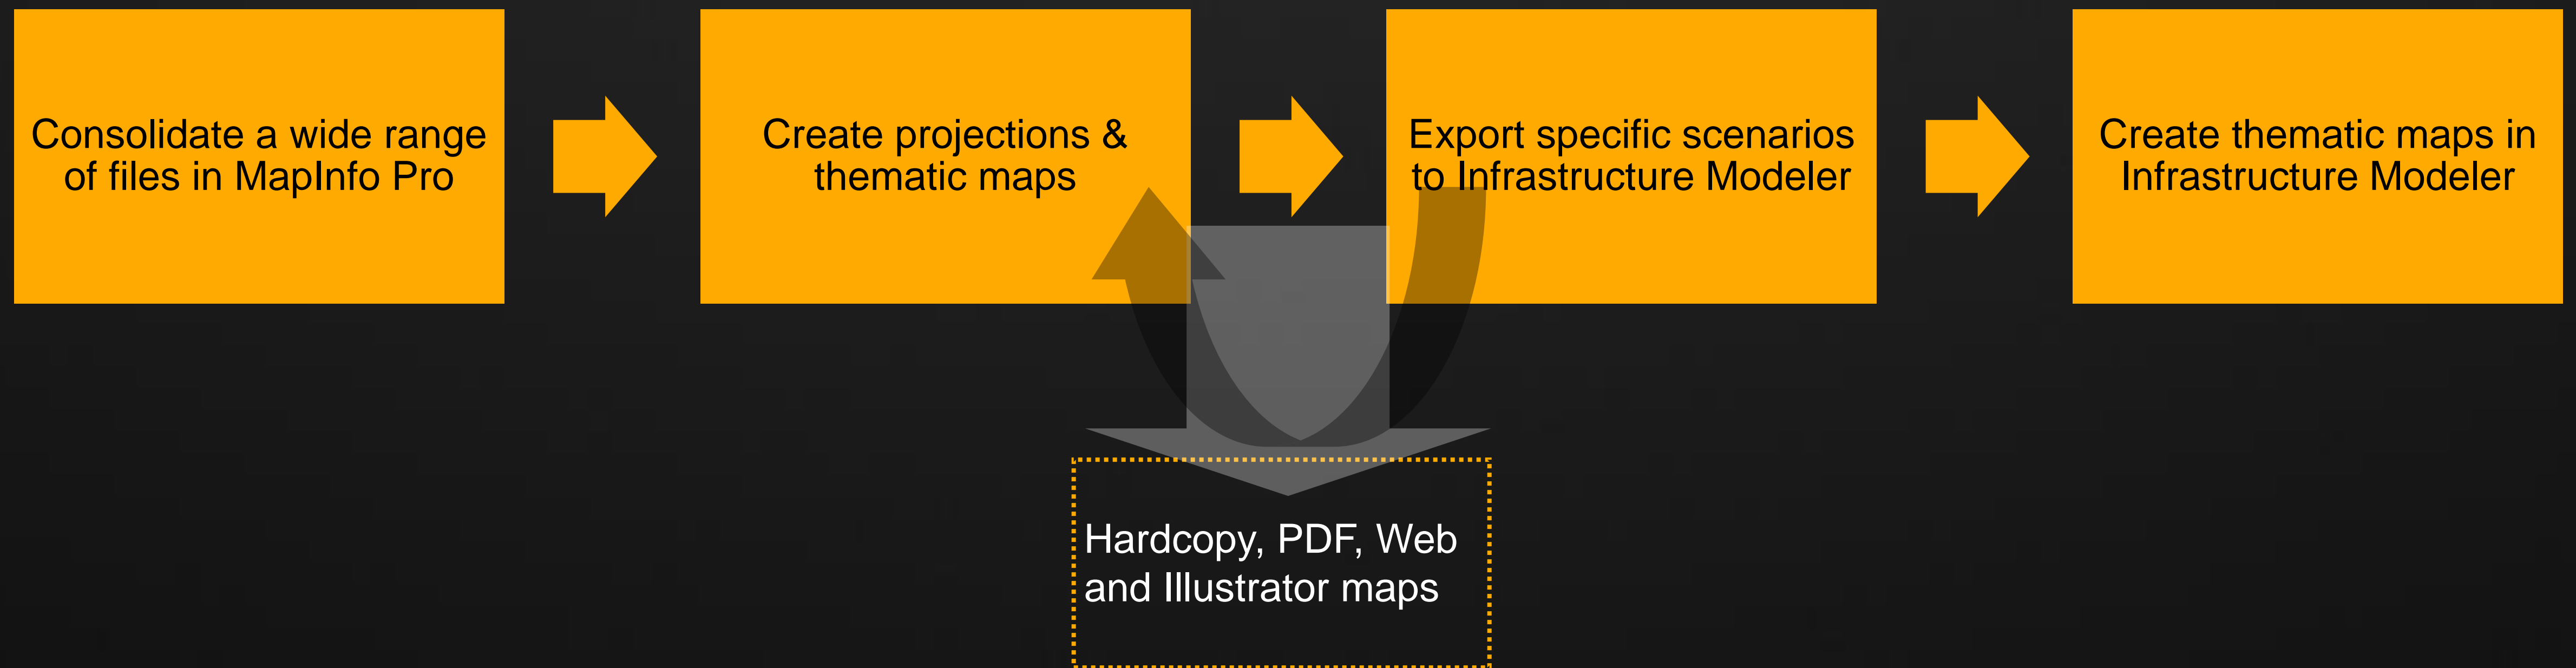 Consolidate a wide range
of files in MapInfo Pro
Create projections &
thematic maps
Export specific scenarios
to Infrastructure Modeler
Create thematic maps in
Infrastructure Modeler
Hardcopy, PDF, Web
and Illustrator maps